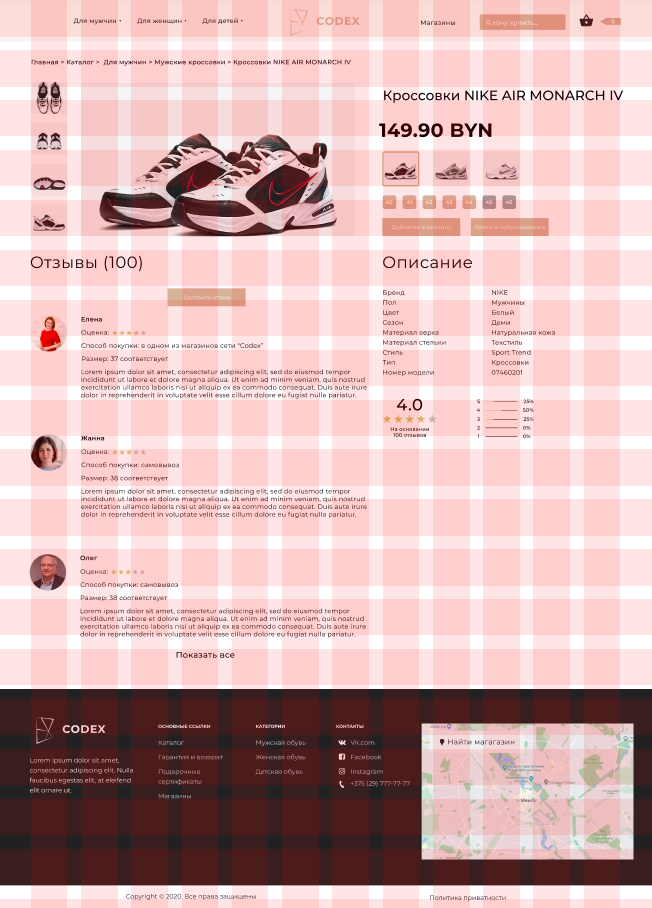 Для мужчин
Для женщин
Для детей
CODEX
Магазины
Я хочу купить...
0
Главная > Каталог > Для мужчин > Мужские кроссовки > Кроссовки NIKE AIR MONARCH IV
Кроссовки NIKE AIR MONARCH IV
149.90 BYN
40 41 42 43 44 45 46
Добавить в корзину
Найти и забронировать
Отзывы (100)
Оставить отзыв
Елена
Оценка:
Способ покупки: в одном из магазинов сети "Codex"
Размер: 37 соответствует
Lorem ipsum dolor sit amet, consectetur adipiscing elit, sed do eiusmod tempor
incididunt ut labore et dolore magna aliqua. Ut enim ad minim veniam, quis nostrud
exercitation ullamco laboris nisi ut aliquip ex ea commodo consequat. Duis aute irure
dolor in reprehenderit in voluptate velit esse cillum dolore eu fugiat nulla pariatur.
Жанна
Оценка:
Способ покупки: самовывоз
Размер: 38 соответствует
Lorem ipsum dolor sit amet, consectetur adipiscing elit, sed do eiusmod tempor
incididunt ut labore et dolore magna aliqua. Ut enim ad minim veniam, quis nostrud
exercitation ullamco laboris nisi ut aliquip ex ea commodo consequat. Duis aute irure
dolor in reprehenderit in voluptate velit esse cillum dolore eu fugiat nulla pariatur.
Олег
Оценка:
Способ покупки: самовывоз
Размер: 38 соответствует
Lorem ipsum dolor sit amet, consectetur adipiscing elit, sed do eiusmod tempor
incididunt ut labore et dolore magna aliqua. Ut enim ad minim veniam, quis nostrud
exercitation ullamco laboris nisi ut aliquip ex ea commodo consequat. Duis aute irure
dolor in reprehenderit in voluptate velit esse cillum dolore eu fugiat nulla pariatur.
Показать все
Описание
Бренд NIKE
Пол Мужчины
Цвет Белый
Сезон Деми
Материал верха Натуральная кожа
Материал стельки Текстиль
Стиль Sport Trend
Тип Кроссовки
Номер модели 07460201
4.0
На основании
100 отзывов
5 25%
4 50%
3 25%
2 0%
1 0%
CODEX
Lorem ipsum dolor sit amet,
consectetur adipiscing elit. Nulla
faucibus egestas elit, at eleifend
elit ornare ut.
ОСНОВНЫЕ ССЫЛКИ
Каталог
Гарантия и возврат
Подарочные
сертификаты
Магазины
КАТЕГОРИИ
Мужская обувь
Женская обувь
Детская обувь
КОНТАКТЫ
VK.com
Facebook
Instagram
+375 (29) 777-77-77
Найти магагазин
Минск
Copyright © 2020. Все права защищены
Политика приватности